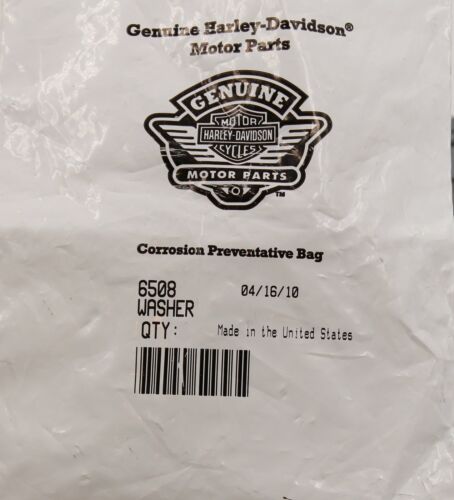 Genuine Harley-Davidson®
Motor Parts
GENUINE
MOTOR
HARLEY-DAVIDSON
CYCLES
MOTOR PARTS
TM
Corrosion Preventative Bag
6508 04/16/10
WASHER
QTY: Made in the United States